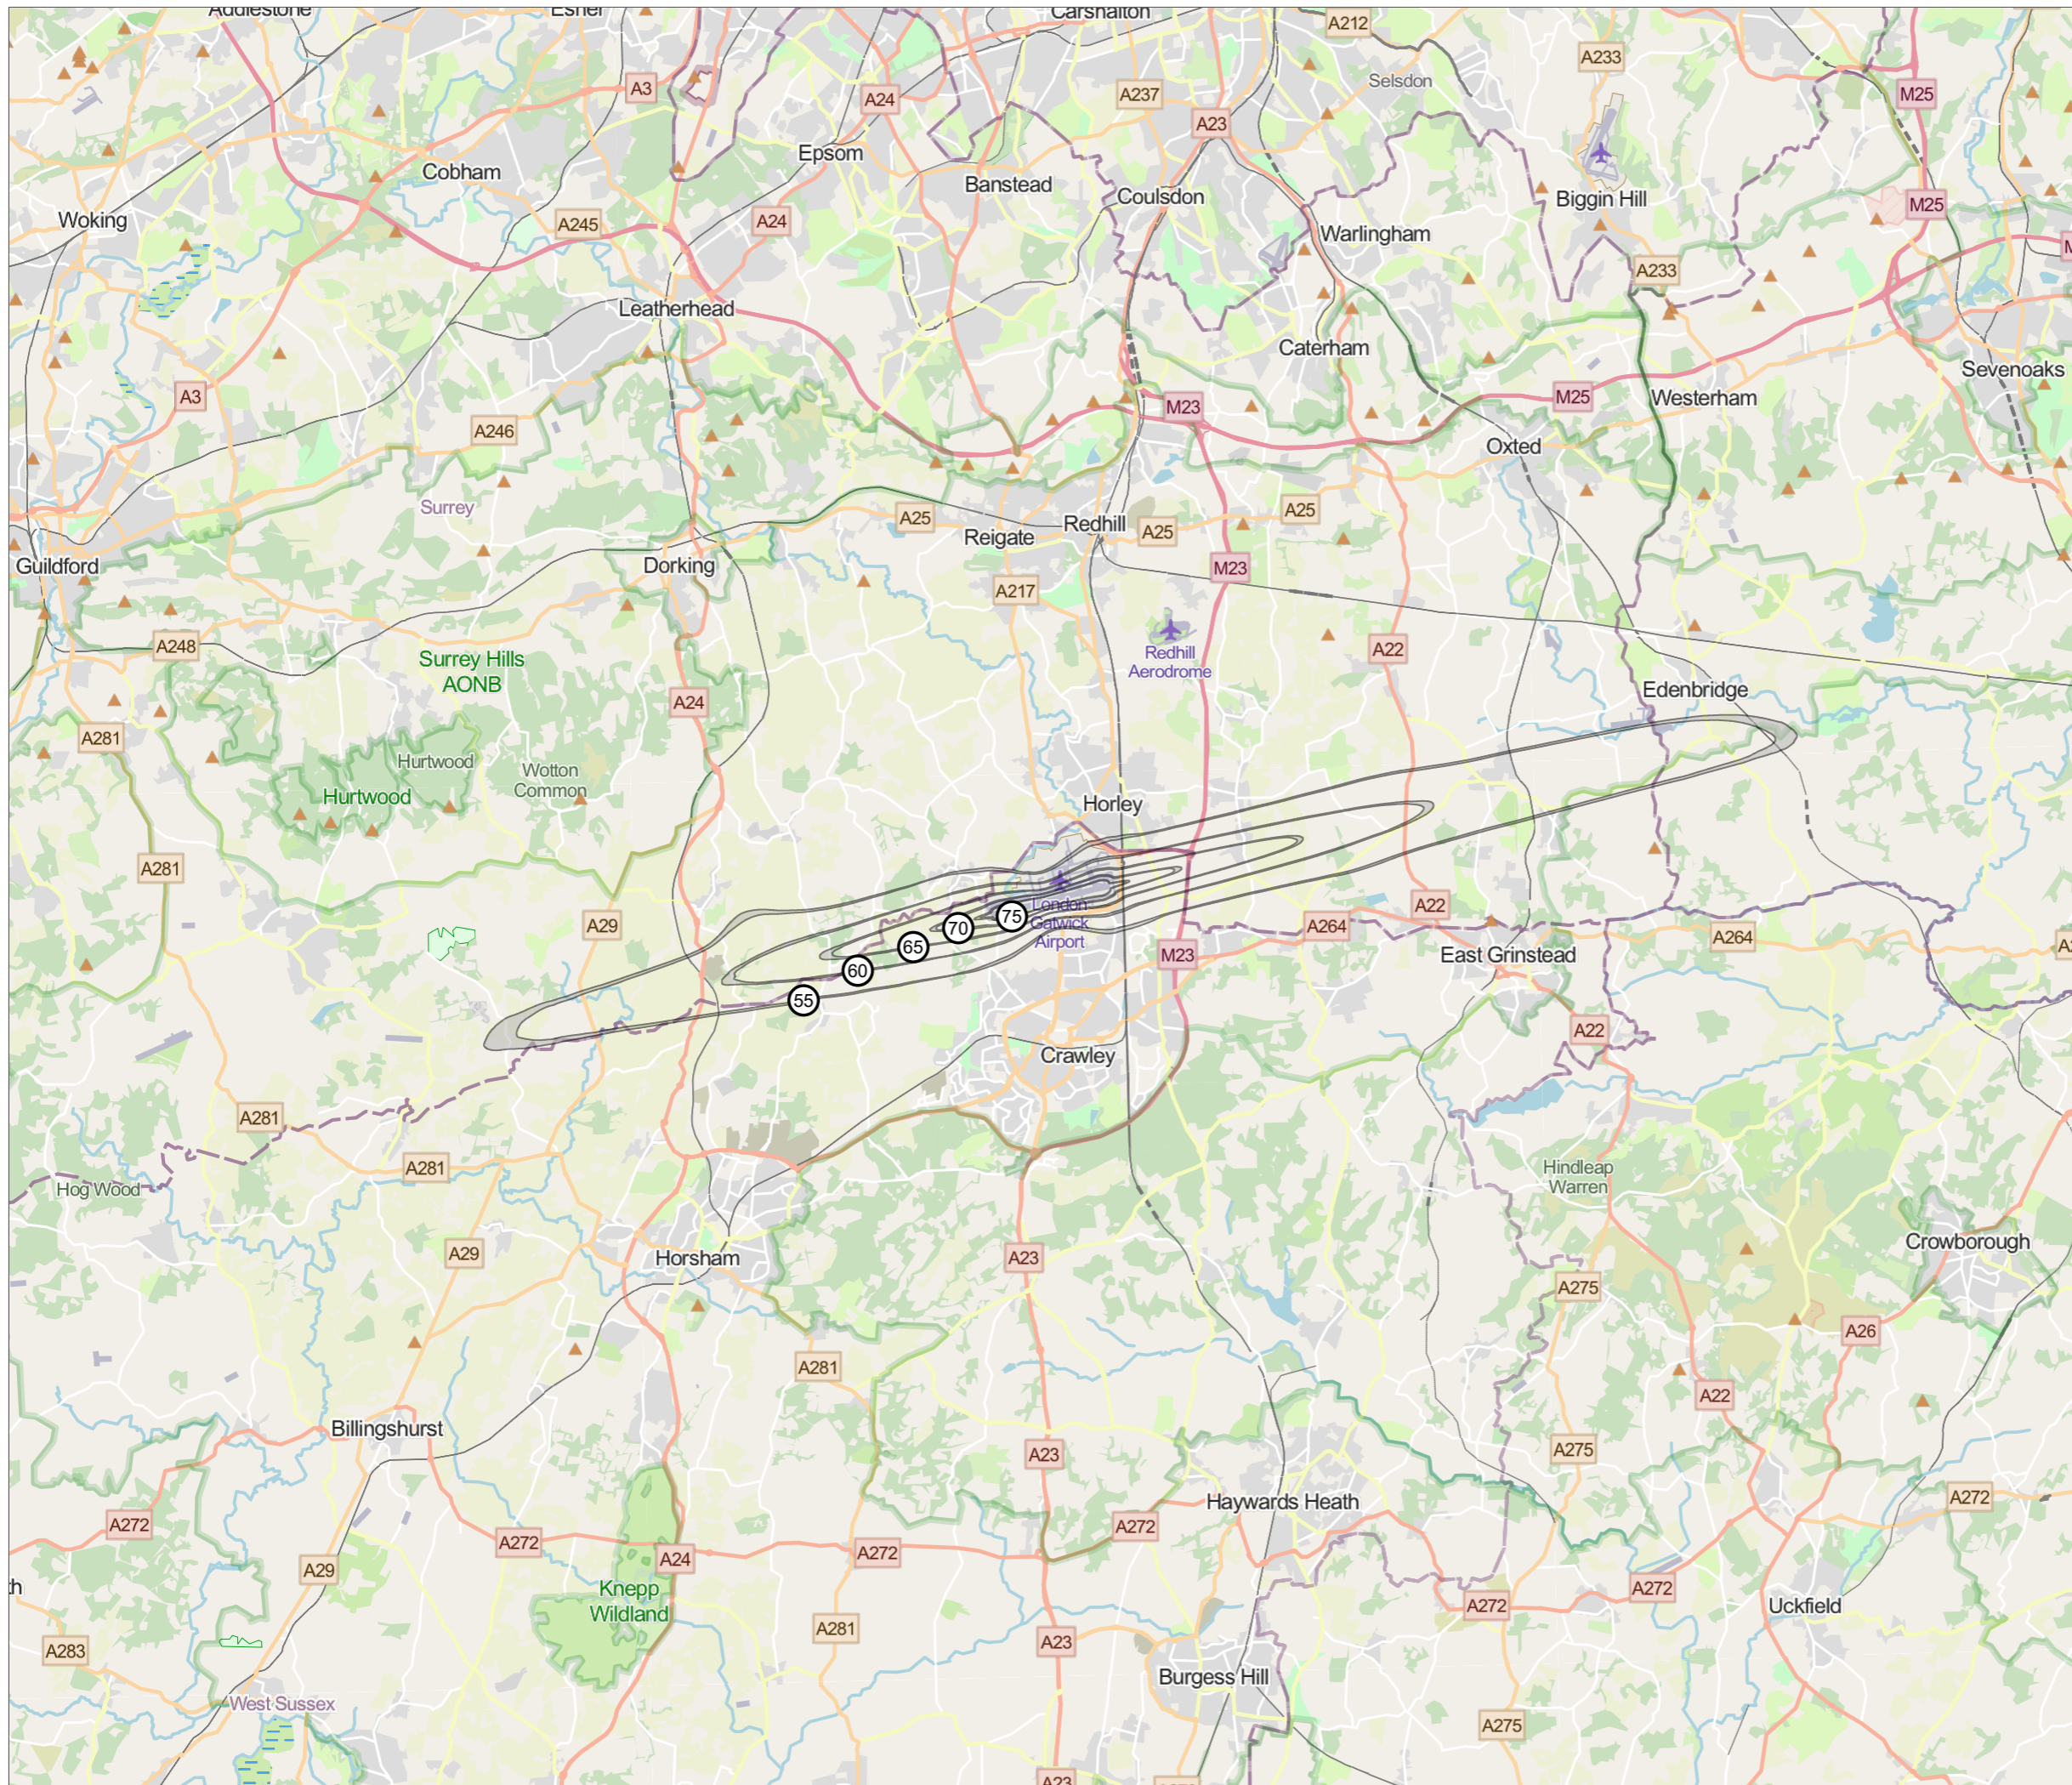 Addlestone
Esher
Carshalton
A212
A233
Selsdon
A3
A24
A237
M25
A23
Epsom
Cobham
Banstead
Coulsdon
Biggin Hill
M25
Woking
A245
A24
Warlingham
A233
Leatherhead
Caterham
Sevenoaks
A3
M23
M25
Westerham
A246
Oxted
Surrey
A25
Redhill
A25
A25
Reigate
Guildford
Dorking
M23
A217
A248
Surrey Hills
AONB
Redhill
Aerodrome
A22
Edenbridge
A24
A281
Hurtwood
Wotton
Common
Hurtwood
Horley
A281
A29
75
London
Gatwick
Airport
70
65
60
55
A22
A264
A264
M23
East Grinstead
A22
Crawley
A281
A281
Hog Wood
Hindleap
Warren
A29
Horsham
A23
Crowborough
A275
A26
A281
A22
Billingshurst
A23
A275
Haywards Heath
A272
A272
A272
A272
A24
A272
A29
Knepp
Wildland
A272
A272
Uckfield
A281
A283
A23
Burgess Hill
West Sussex
A275
A23